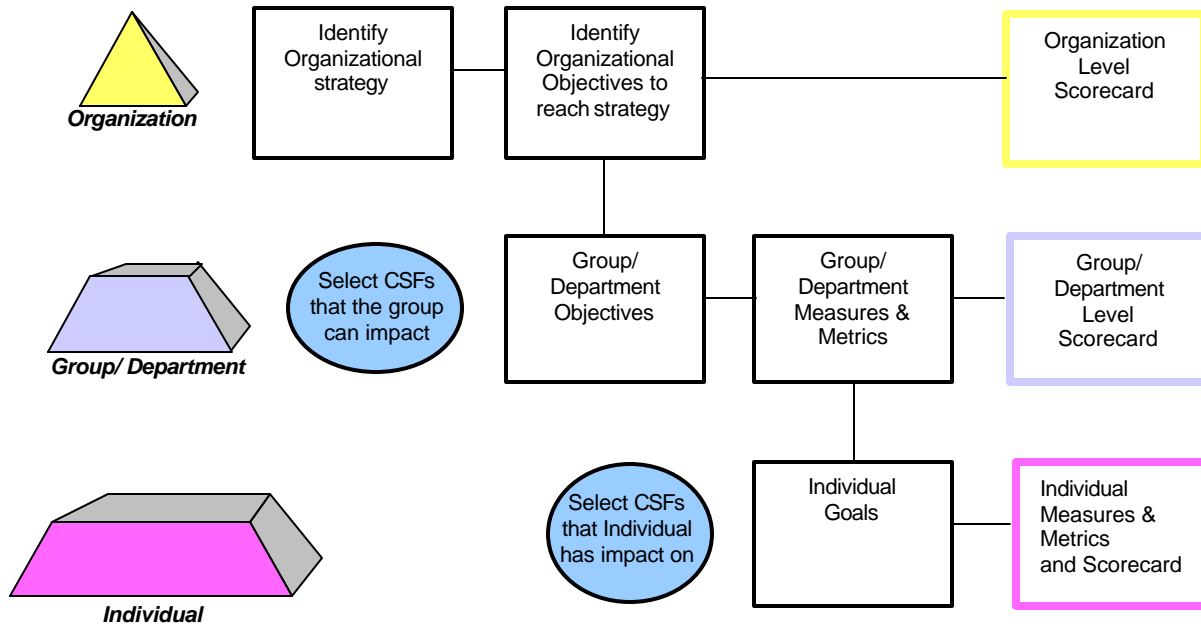 Organization
Identify
Organizational
strategy
Identify
Organizational
Objectives to
reach strategy
Organization
Level
Scorecard
Group/ Department
Select CSFs
that the group
can impact
Group/
Department
Objectives
Group/
Department
Measures &
Metrics
Group/
Department
Level
Scorecard
Individual
Select CSFs
that Individual
has impact on
Individual
Goals
Individual
Measures &
Metrics
and Scorecard